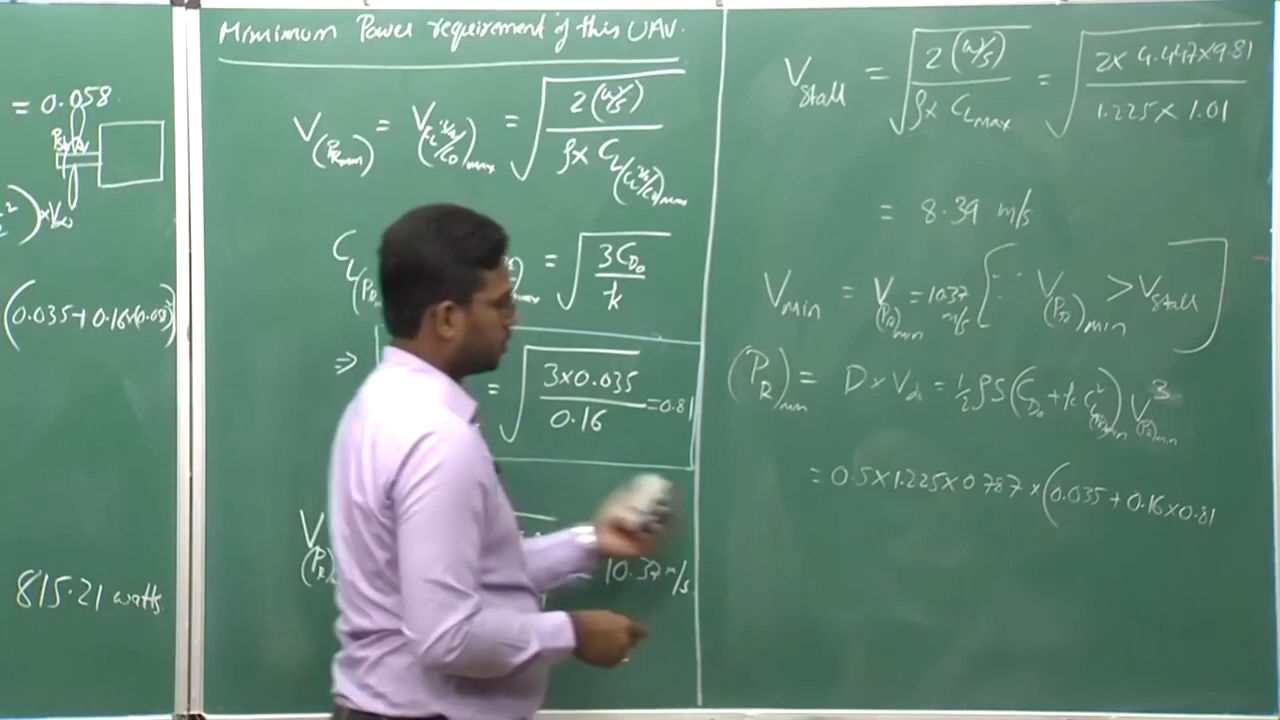 = 0.058
(0.035+0.16×(0.058)²)
815.21 watts
Minimum Power requirement of this UAV.
V(PRmin) = V(CL^3/2/CD)max = √(2(W/S) / ρ× CL(CL^3/2/CD)max)
= √(3CD₀ / k)
⇒ = √(3×0.035 / 0.16) = 0.81
= 10.37 m/s
Vstall = √(2(W/S) / ρ× CLmax) = √(2× 4.447×9.81 / 1.225× 1.01)
= 8.39 m/s
Vmin = V(PR)min = 10.37 m/s [∵ V(PR)min > Vstall]
(PR)min = D×V∞ = ½ρS(CD₀ + k C²L(PR)min) V³(PR)min
= 0.5×1.225×0.787×(0.035+0.16×0.81